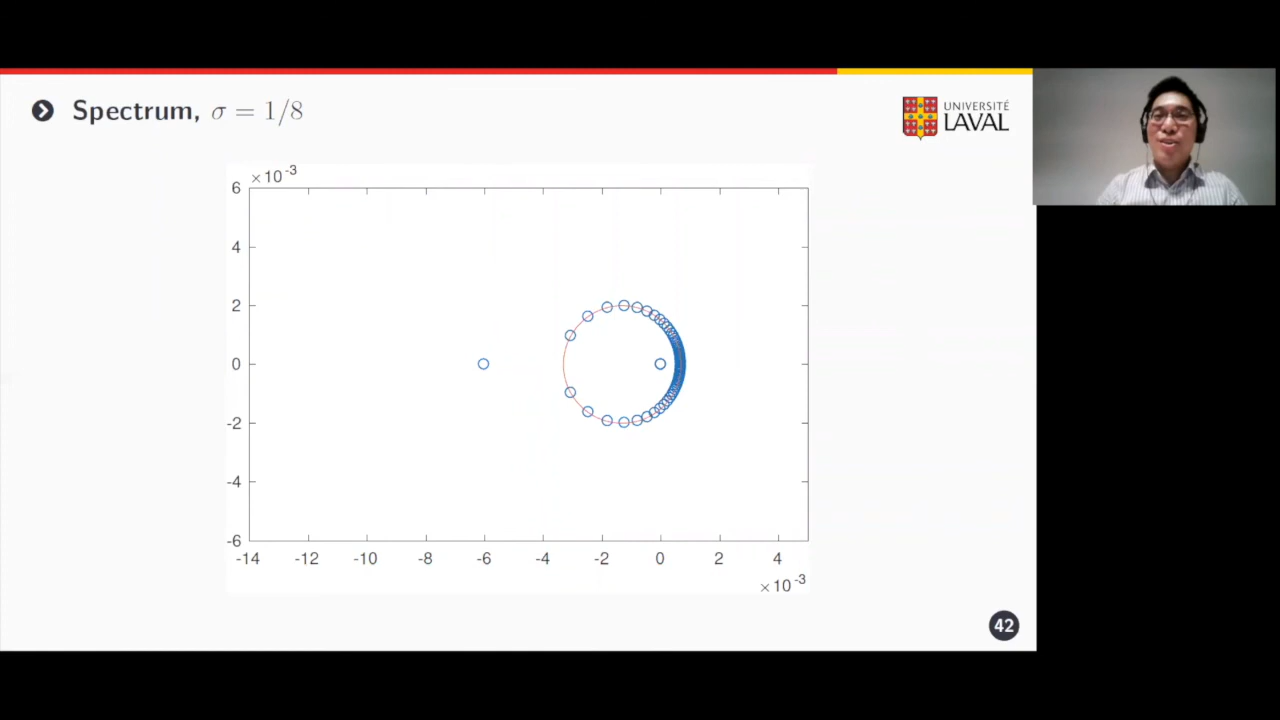 Spectrum, σ = 1/8
UNIVERSITÉ
LAVAL
×10⁻³
6
4
2
0
-2
-4
-6
-14 -12 -10 -8 -6 -4 -2 0 2 4
×10⁻³
42